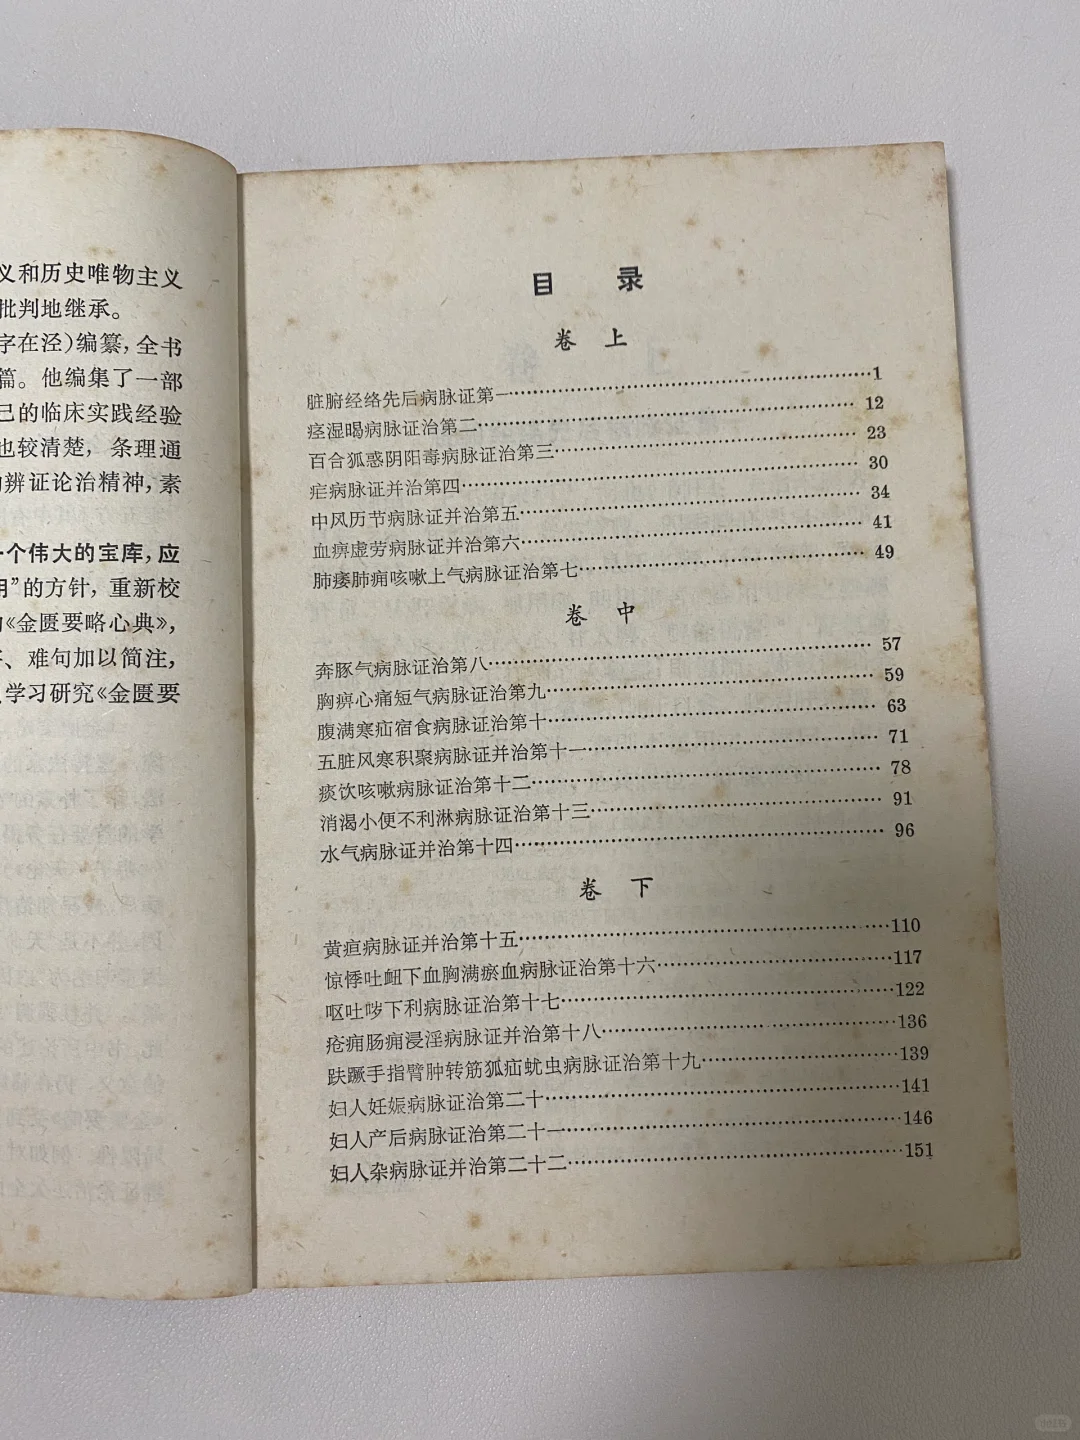 义和历史唯物主义
批判地继承。
字在泾)编纂，全书
篇。他编集了一部
己的临床实践经验
也较清楚，条理通
辨证论治精神，素
个伟大的宝库，应
用”的方针，重新校
《金匮要略心典》，
、难句加以简注，
学习研究《金匮要
目 录
卷 上
脏腑经络先后病脉证第一……1
痉湿暍病脉证治第二……12
百合狐惑阴阳毒病脉证治第三……23
疟病脉证并治第四……30
中风历节病脉证并治第五……34
血痹虚劳病脉证并治第六……41
肺痿肺痈咳嗽上气病脉证治第七……49
卷 中
奔豚气病脉证治第八……57
胸痹心痛短气病脉证治第九……59
腹满寒疝宿食病脉证治第十……63
五脏风寒积聚病脉证并治第十一……71
痰饮咳嗽病脉证治第十二……78
消渴小便不利淋病脉证治第十三……91
水气病脉证并治第十四……96
卷 下
黄疸病脉证并治第十五……110
惊悸吐衄下血胸满瘀血病脉证治第十六……117
呕吐哕下利病脉证治第十七……122
疮痈肠痈浸淫病脉证并治第十八……136
趺蹶手指臂肿转筋狐疝蚘虫病脉证治第十九……139
妇人妊娠病脉证治第二十……141
妇人产后病脉证治第二十一……146
妇人杂病脉证并治第二十二……151